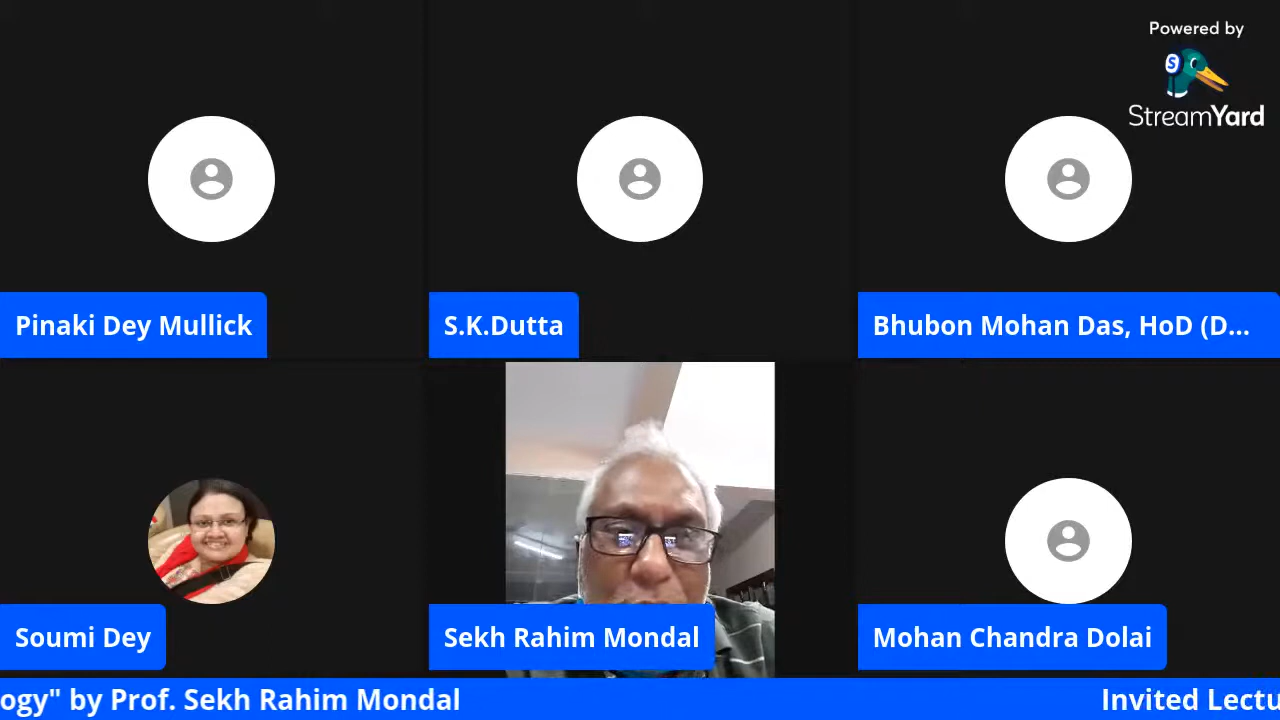 Powered by
StreamYard
Pinaki Dey Mullick
S.K.Dutta
Bhubon Mohan Das, HoD (D...
Soumi Dey
Sekh Rahim Mondal
Mohan Chandra Dolai
ogy" by Prof. Sekh Rahim Mondal
Invited Lectu